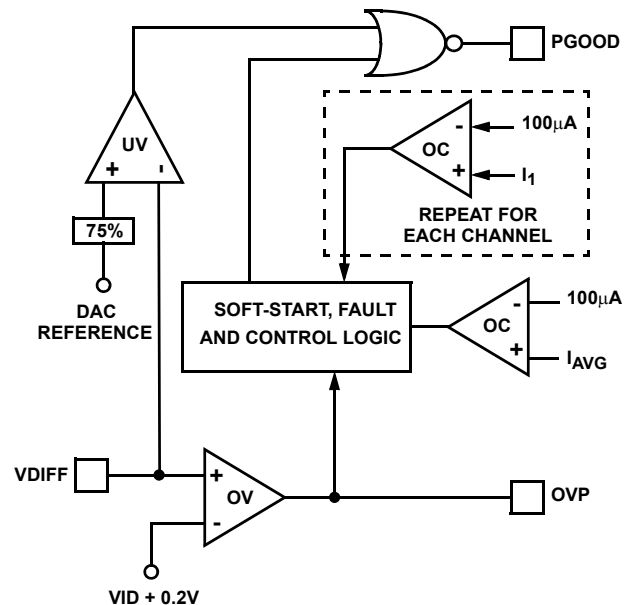 PGOOD
UV
+ -
75%
DAC
REFERENCE
-
OC
+
100µA
I1
REPEAT FOR
EACH CHANNEL
SOFT-START, FAULT
AND CONTROL LOGIC
-
OC
+
100µA
IAVG
VDIFF
+
OV
-
OVP
VID + 0.2V